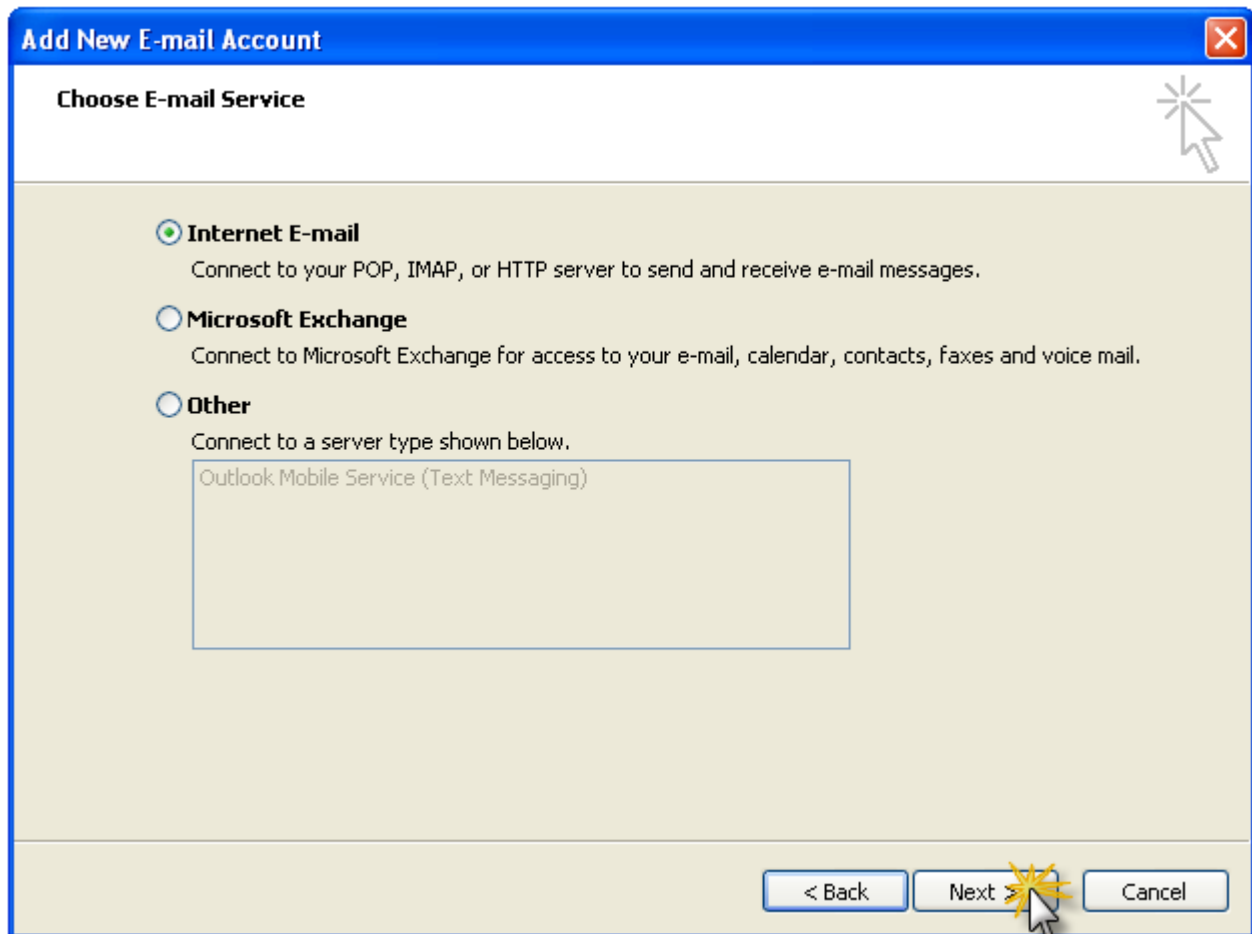 Add New E-mail Account
Choose E-mail Service
Internet E-mail
Connect to your POP, IMAP, or HTTP server to send and receive e-mail messages.
Microsoft Exchange
Connect to Microsoft Exchange for access to your e-mail, calendar, contacts, faxes and voice mail.
Other
Connect to a server type shown below.
Outlook Mobile Service (Text Messaging)
< Back Next > Cancel